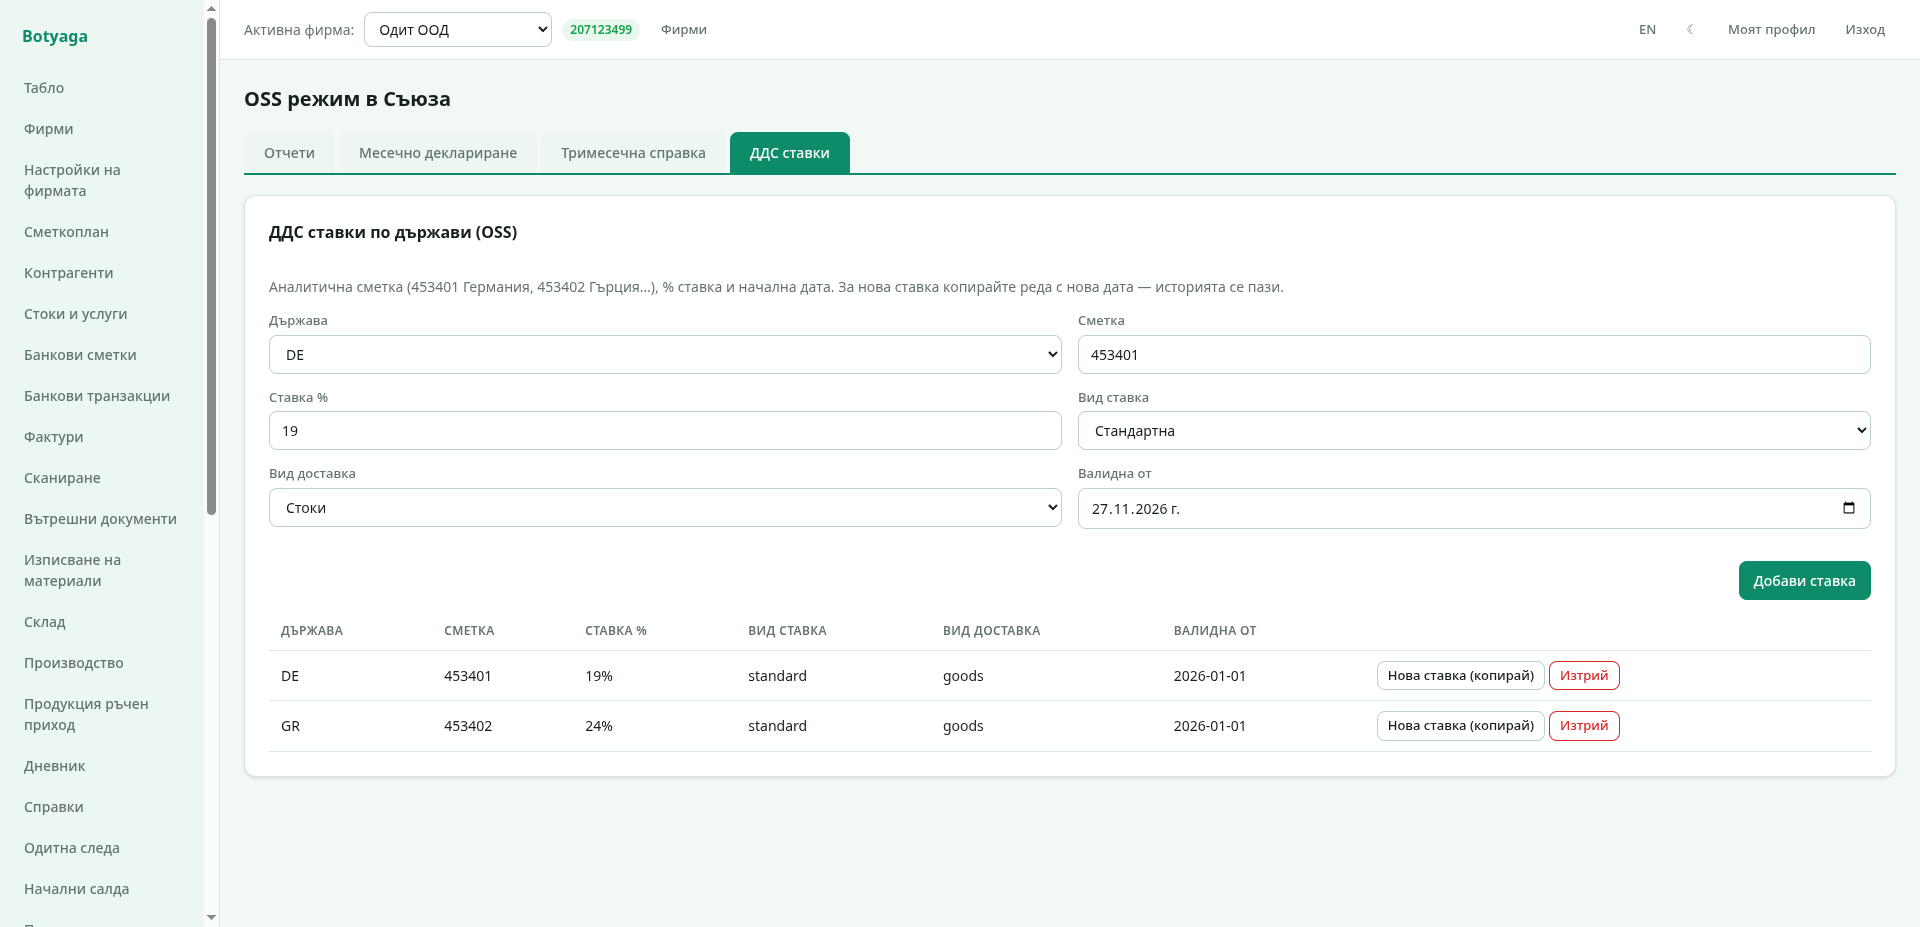 Botyaga
Табло
Фирми
Настройки на
фирмата
Сметкоплан
Контрагенти
Стоки и услуги
Банкови сметки
Банкови транзакции
Фактури
Сканиране
Вътрешни документи
Изписване на
материали
Склад
Производство
Продукция ръчен
приход
Дневник
Справки
Одитна следа
Начални салда
Активна фирма: Одит ООД 207123499 Фирми EN ☾ Моят профил Изход
OSS режим в Съюза
Отчети Месечно деклариране Тримесечна справка ДДС ставки
ДДС ставки по държави (OSS)
Аналитична сметка (453401 Германия, 453402 Гърция…), % ставка и начална дата. За нова ставка копирайте реда с нова дата — историята се пази.
Държава Сметка
DE 453401
Ставка % Вид ставка
19 Стандартна
Вид доставка Валидна от
Стоки 27.11.2026 г.
Добави ставка
ДЪРЖАВА СМЕТКА СТАВКА % ВИД СТАВКА ВИД ДОСТАВКА ВАЛИДНА ОТ
DE 453401 19% standard goods 2026-01-01 Нова ставка (копирай) Изтрий
GR 453402 24% standard goods 2026-01-01 Нова ставка (копирай) Изтрий